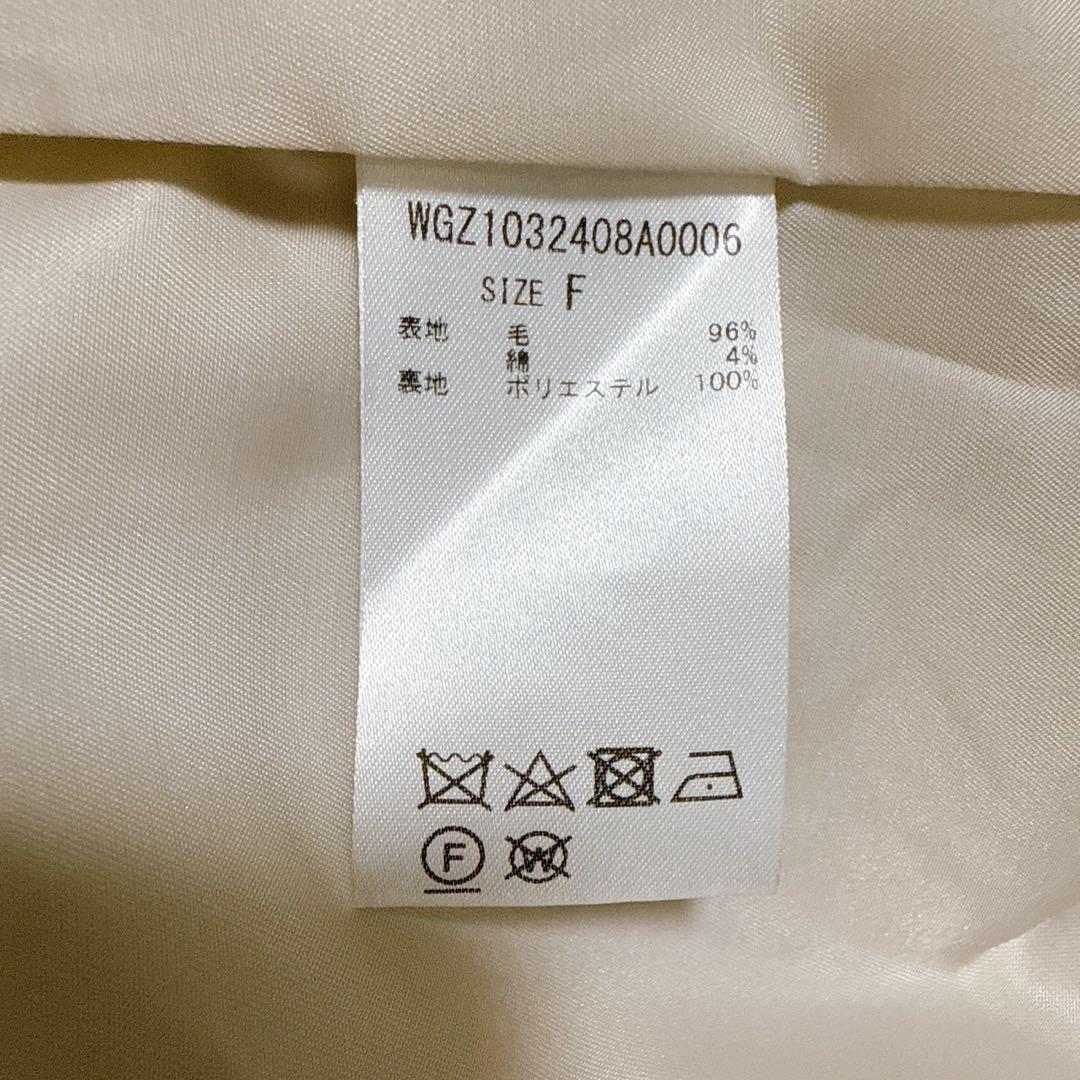 WGZ1032408A0006
SIZE F
表地 毛 96%
綿 4%
裏地 ポリエステル 100%
F W